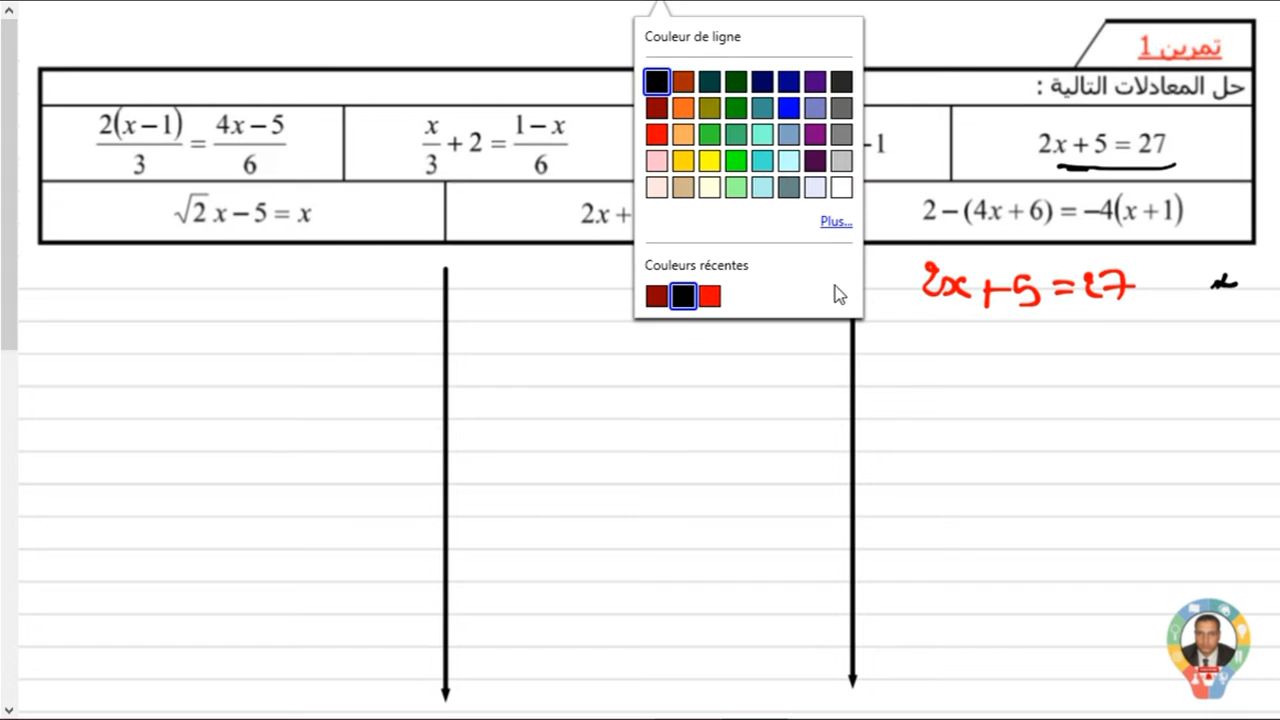 تمرين 1
حل المعادلات التالية :
2x + 5 = 27
-1
x/3 + 2 = (1 - x)/6
2(x - 1)/3 = (4x - 5)/6
2 - (4x + 6) = -4(x + 1)
2x +
√2 x - 5 = x
Couleur de ligne
Plus...
Couleurs récentes
2x + 5 = 27